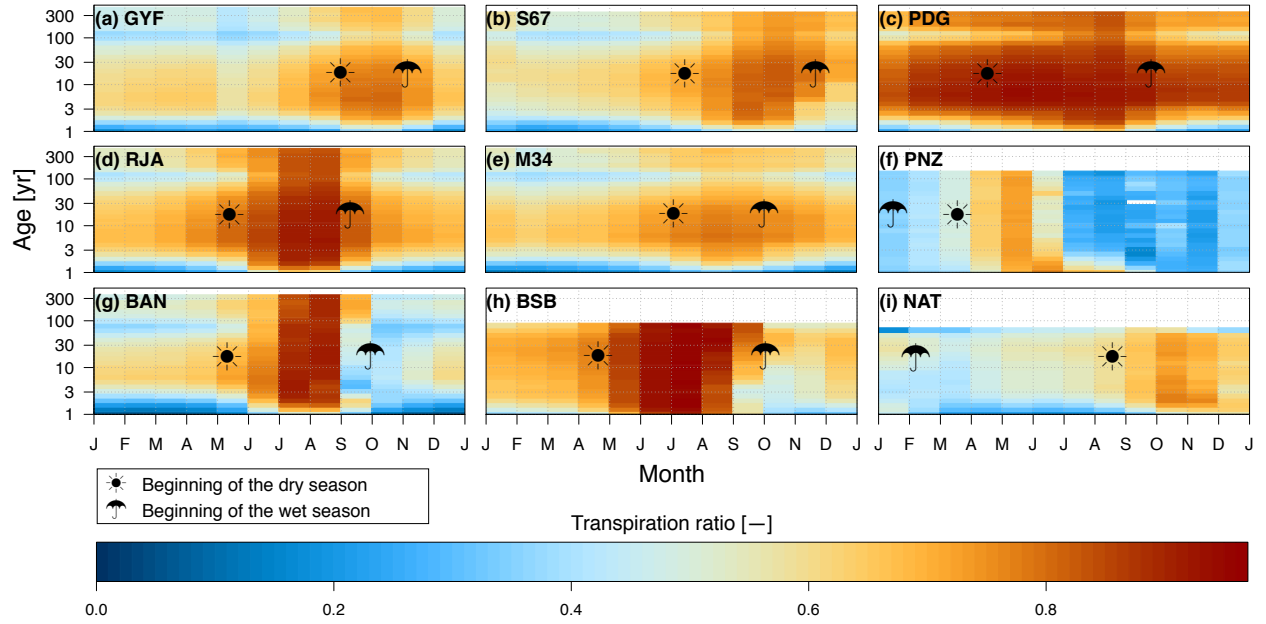 (a) GYF
(b) S67
(c) PDG
300
100
30
10
3
1
(d) RJA
(e) M34
(f) PNZ
300
100
30
10
3
1
Age [yr]
(g) BAN
(h) BSB
(i) NAT
300
100
30
10
3
1
J F M A M J J A S O N D J
J F M A M J J A S O N D J
J F M A M J J A S O N D J
Month
Beginning of the dry season
Beginning of the wet season
Transpiration ratio [—]
0.0 0.2 0.4 0.6 0.8